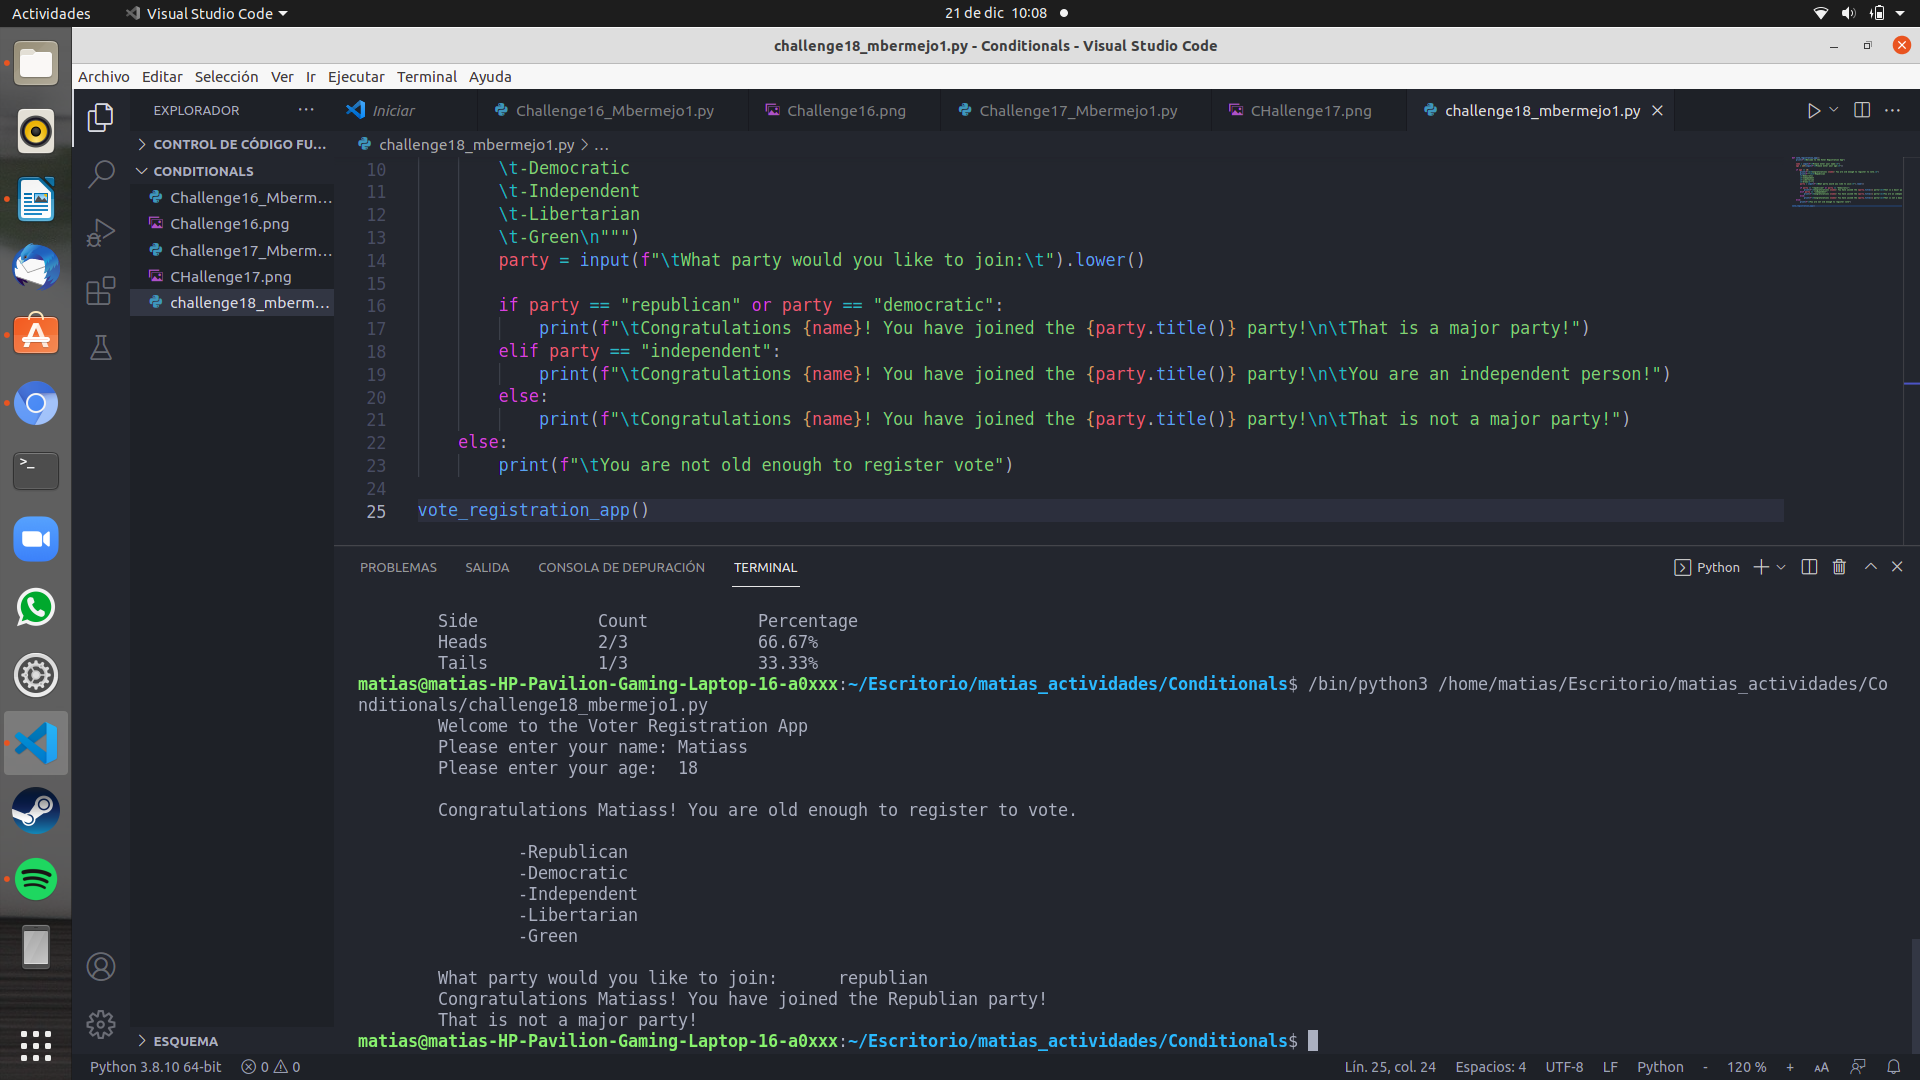 Actividades Visual Studio Code 21 de dic 10:08
challenge18_mbermejo1.py - Conditionals - Visual Studio Code
Archivo Editar Selección Ver Ir Ejecutar Terminal Ayuda
EXPLORADOR ··· Iniciar Challenge16_Mbermejo1.py Challenge16.png Challenge17_Mbermejo1.py CHallenge17.png challenge18_mbermejo1.py
CONTROL DE CÓDIGO FU...
CONDITIONALS
Challenge16_Mberm...
Challenge16.png
Challenge17_Mberm...
CHallenge17.png
challenge18_mberm...
ESQUEMA
challenge18_mbermejo1.py > ...
10 \t-Democratic
11 \t-Independent
12 \t-Libertarian
13 \t-Green\n""")
14 party = input(f"\tWhat party would you like to join:\t").lower()
15
16 if party == "republican" or party == "democratic":
17 print(f"\tCongratulations {name}! You have joined the {party.title()} party!\n\tThat is a major party!")
18 elif party == "independent":
19 print(f"\tCongratulations {name}! You have joined the {party.title()} party!\n\tYou are an independent person!")
20 else:
21 print(f"\tCongratulations {name}! You have joined the {party.title()} party!\n\tThat is not a major party!")
22 else:
23 print(f"\tYou are not old enough to register vote")
24
25 vote_registration_app()
PROBLEMAS SALIDA CONSOLA DE DEPURACIÓN TERMINAL Python
Side Count Percentage
Heads 2/3 66.67%
Tails 1/3 33.33%
matias@matias-HP-Pavilion-Gaming-Laptop-16-a0xxx:~/Escritorio/matias_actividades/Conditionals$ /bin/python3 /home/matias/Escritorio/matias_actividades/Co
nditionals/challenge18_mbermejo1.py
Welcome to the Voter Registration App
Please enter your name: Matiass
Please enter your age: 18
Congratulations Matiass! You are old enough to register to vote.
-Republican
-Democratic
-Independent
-Libertarian
-Green
What party would you like to join: republian
Congratulations Matiass! You have joined the Republian party!
That is not a major party!
matias@matias-HP-Pavilion-Gaming-Laptop-16-a0xxx:~/Escritorio/matias_actividades/Conditionals$
Python 3.8.10 64-bit 0 0 Lín. 25, col. 24 Espacios: 4 UTF-8 LF Python - 120 % + AA